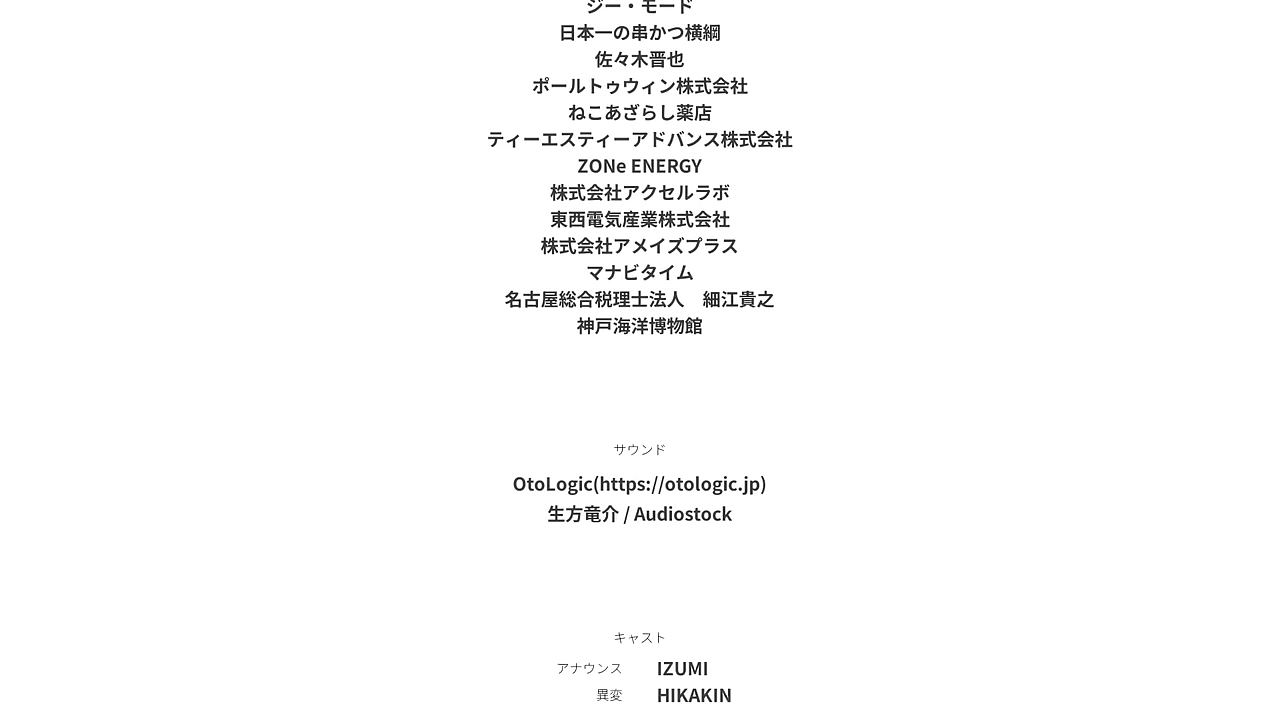 ジー・モード
日本一の串かつ横綱
佐々木晋也
ポールトゥウィン株式会社
ねこあざらし薬店
ティーエスティーアドバンス株式会社
ZONe ENERGY
株式会社アクセルラボ
東西電気産業株式会社
株式会社アメイズプラス
マナビタイム
名古屋総合税理士法人　細江貴之
神戸海洋博物館
サウンド
OtoLogic(https://otologic.jp)
生方竜介 / Audiostock
キャスト
アナウンス IZUMI
異変 HIKAKIN